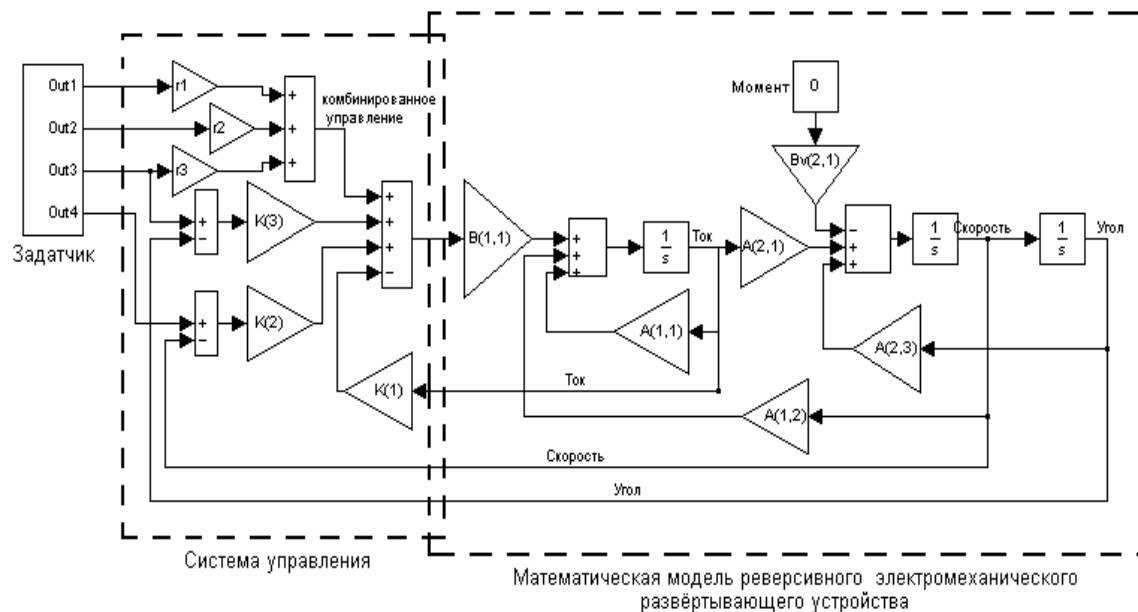 Out1
Out2
Out3
Out4
Задатчик
r1
r2
r3
комбинированное
управление
K(3)
K(2)
K(1)
B(1,1)
1
s
Ток
A(2,1)
Момент
0
Bv(2,1)
1
s
Скорость
1
s
Угол
A(1,1)
A(2,3)
Ток
A(1,2)
Скорость
Угол
Система управления
Математическая модель реверсивного электромеханического
развёртывающего устройства